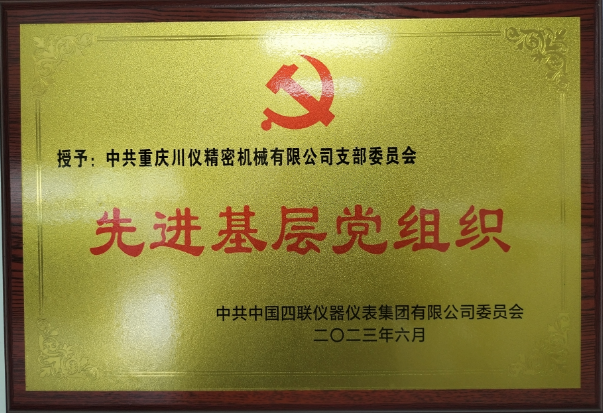 授予：中共重庆川仪精密机械有限公司支部委员会
先进基层党组织
中共中国四联仪器仪表集团有限公司委员会
二〇二三年六月